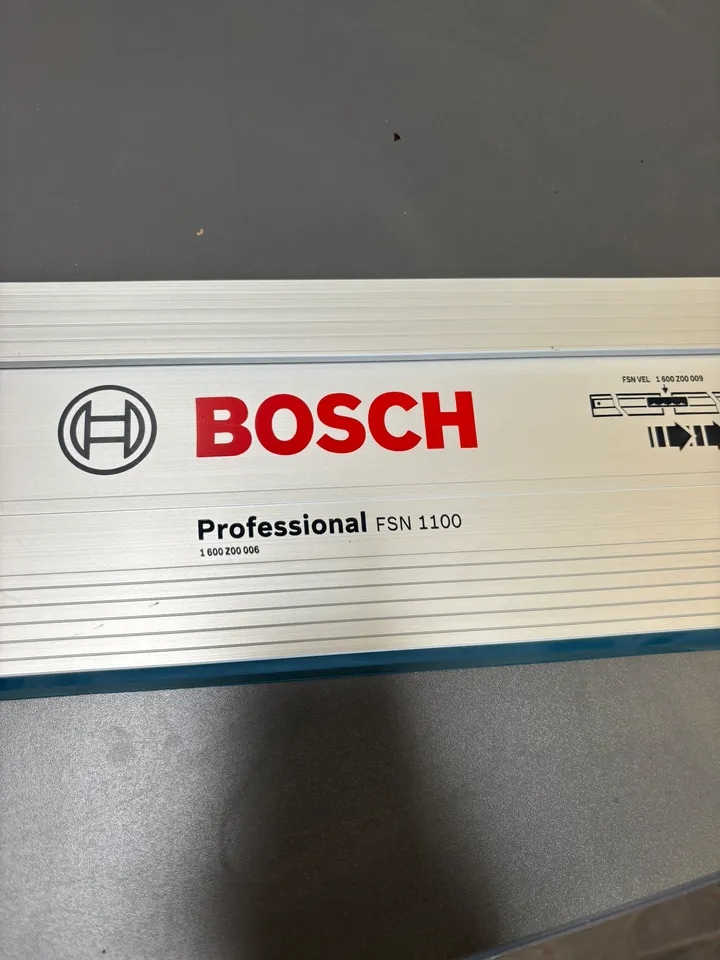 FSN VEL 1 600 Z00 009
BOSCH
Professional FSN 1100
1 600 Z00 006